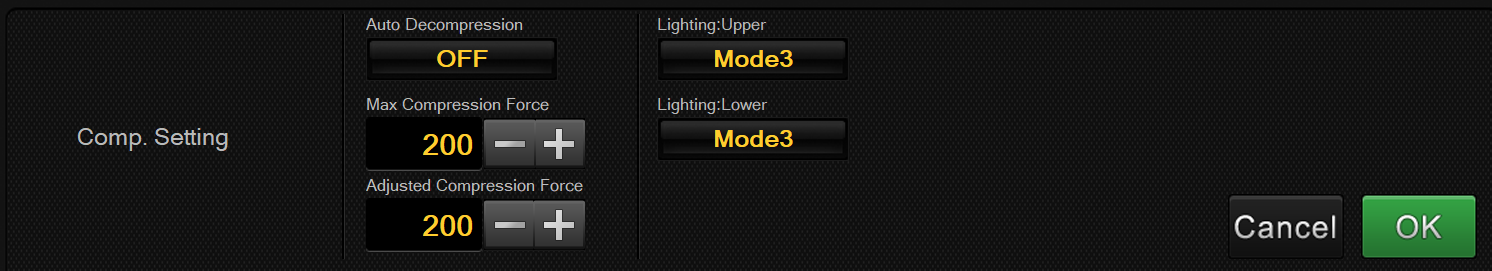 Comp. Setting
Auto Decompression
OFF
Max Compression Force
200
Adjusted Compression Force
200
Lighting:Upper
Mode3
Lighting:Lower
Mode3
Cancel
OK